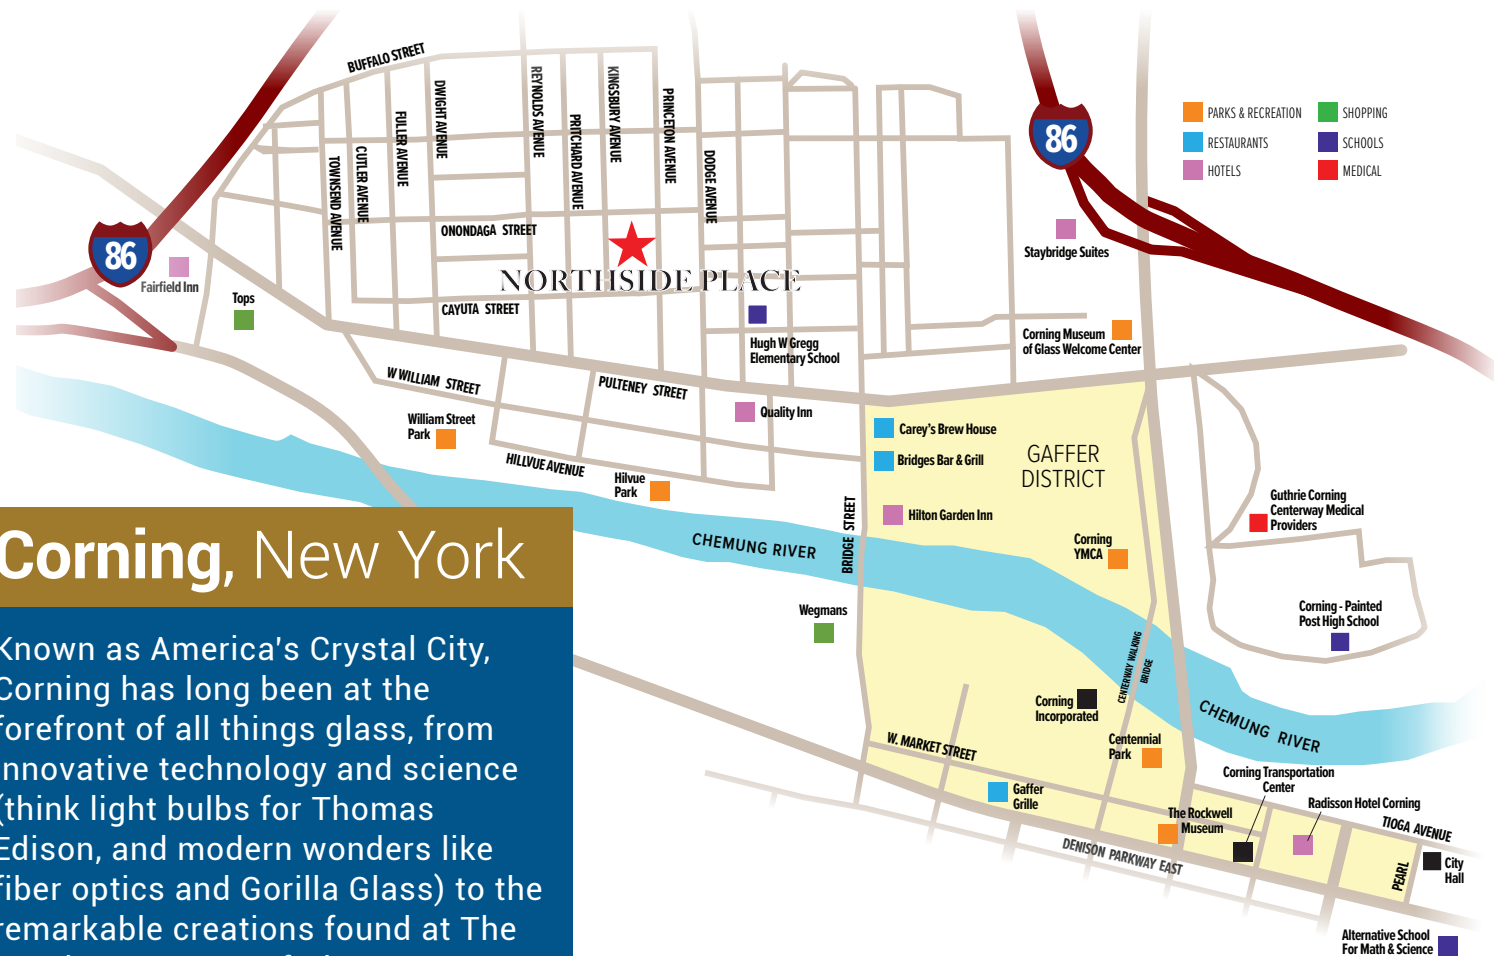 BUFFALO STREET
TOWNSEND AVENUE
CUTLER AVENUE
FULLER AVENUE
DWIGHT AVENUE
REYNOLDS AVENUE
PRITCHARD AVENUE
KINGSBURY AVENUE
PRINCETON AVENUE
DODGE AVENUE
86
PARKS & RECREATION
SHOPPING
RESTAURANTS
SCHOOLS
HOTELS
MEDICAL
86
Fairfield Inn
Tops
ONONDAGA STREET
NORTHSIDE PLACE
CAYUTA STREET
Hugh W Gregg
Elementary School
Staybridge Suites
Corning Museum
of Glass Welcome Center
W WILLIAM STREET
PULTENEY STREET
William Street
Park
Quality Inn
HILLVUE AVENUE
Hilvue
Park
Carey's Brew House
Bridges Bar & Grill
GAFFER
DISTRICT
Hilton Garden Inn
BRIDGE STREET
CHEMUNG RIVER
Corning
YMCA
Guthrie Corning
Centerway Medical
Providers
Corning - Painted
Post High School
Wegmans
CENTERWAY WALKING
BRIDGE
Corning
Incorporated
CHEMUNG RIVER
W. MARKET STREET
Centennial
Park
Gaffer
Grille
The Rockwell
Museum
Corning Transportation
Center
Radisson Hotel Corning
TIOGA AVENUE
DENISON PARKWAY EAST
PEARL
City
Hall
Alternative School
For Math & Science
Corning, New York
Known as America's Crystal City,
Corning has long been at the
forefront of all things glass, from
innovative technology and science
(think light bulbs for Thomas
Edison, and modern wonders like
fiber optics and Gorilla Glass) to the
remarkable creations found at The